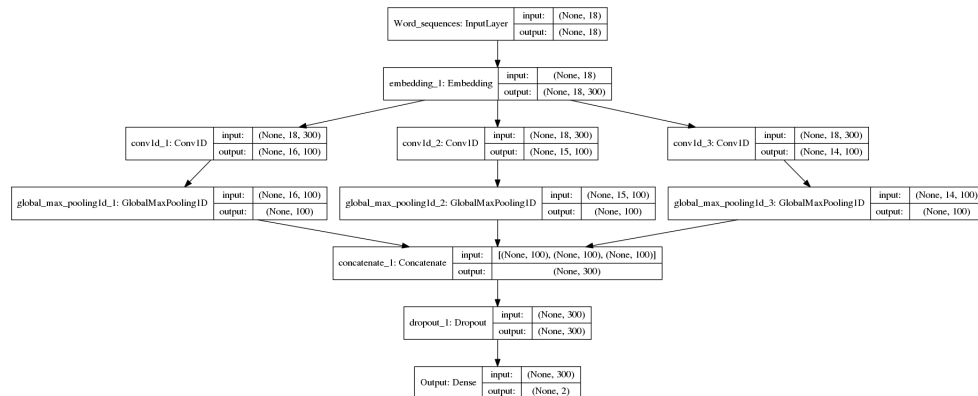 Word_sequences: InputLayer input: (None, 18)
output: (None, 18)
embedding_1: Embedding input: (None, 18)
output: (None, 18, 300)
conv1d_1: Conv1D input: (None, 18, 300)
output: (None, 16, 100)
conv1d_2: Conv1D input: (None, 18, 300)
output: (None, 15, 100)
conv1d_3: Conv1D input: (None, 18, 300)
output: (None, 14, 100)
global_max_pooling1d_1: GlobalMaxPooling1D input: (None, 16, 100)
output: (None, 100)
global_max_pooling1d_2: GlobalMaxPooling1D input: (None, 15, 100)
output: (None, 100)
global_max_pooling1d_3: GlobalMaxPooling1D input: (None, 14, 100)
output: (None, 100)
concatenate_1: Concatenate input: [(None, 100), (None, 100), (None, 100)]
output: (None, 300)
dropout_1: Dropout input: (None, 300)
output: (None, 300)
Output: Dense input: (None, 300)
output: (None, 2)